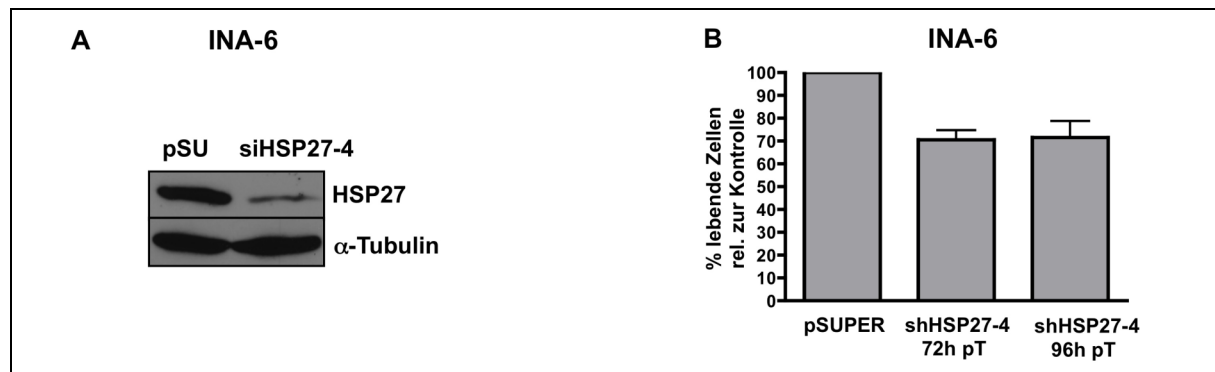 A INA-6
pSU siHSP27-4
HSP27
α-Tubulin
B INA-6
% lebende Zellen
rel. zur Kontrolle
100
90
80
70
60
50
40
30
20
10
0
pSUPER shHSP27-4 shHSP27-4
72h pT 96h pT